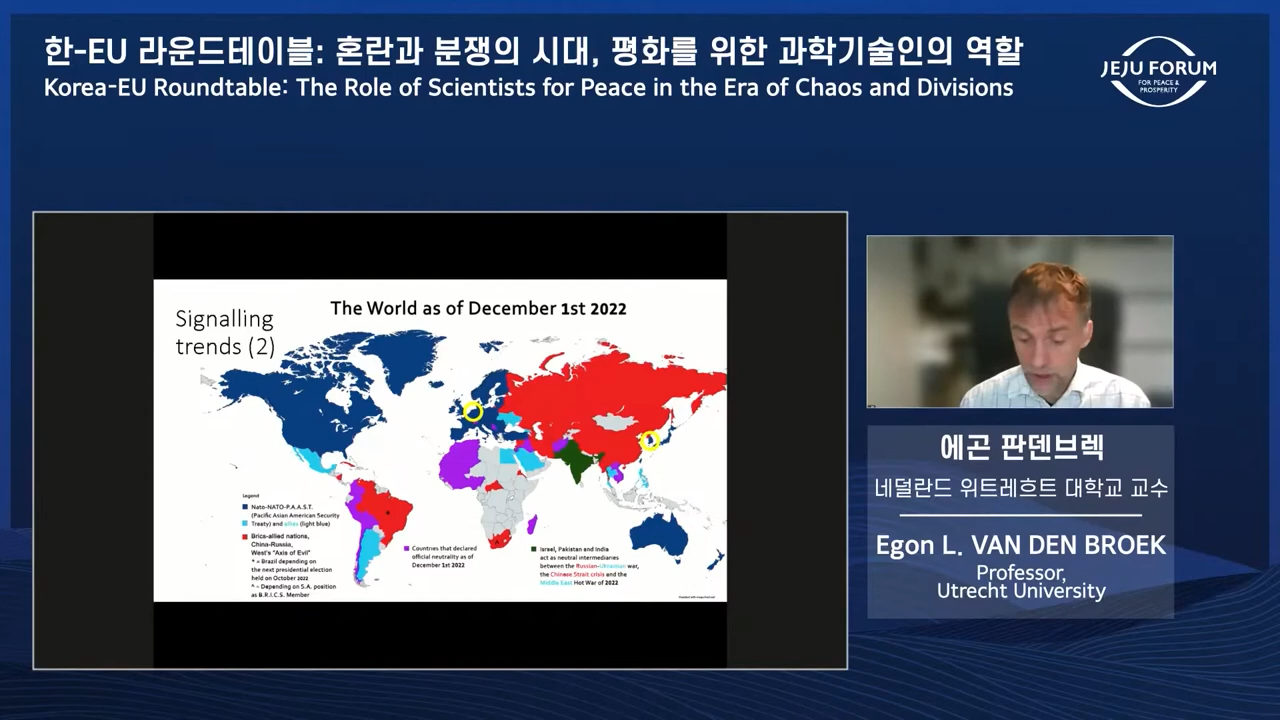 한-EU 라운드테이블: 혼란과 분쟁의 시대, 평화를 위한 과학기술인의 역할
Korea-EU Roundtable: The Role of Scientists for Peace in the Era of Chaos and Divisions
JEJU FORUM
FOR PEACE &
PROSPERITY
Signalling
trends (2)
The World as of December 1st 2022
Legend
Nato-NATO-P.A.A.S.T.
(Pacific Asian American Security
Treaty) and allies (light blue)
Brica-allied nations,
China-Russia,
West's "Axis of Evil"
* = Brazil depending on
the next presidential election
held on October 2022
^ = Depending on S.A. position
as B.R.I.C.S. Member
Countries that declared
official neutrality as of
December 1st 2022
Israel, Pakistan and India
act as neutral intermediaries
between the Russian-Ukrainian war,
the Chinese Strait crisis and the
Middle East Hot War of 2022
에곤 판덴브렉
네덜란드 위트레흐트 대학교 교수
Egon L. VAN DEN BROEK
Professor,
Utrecht University